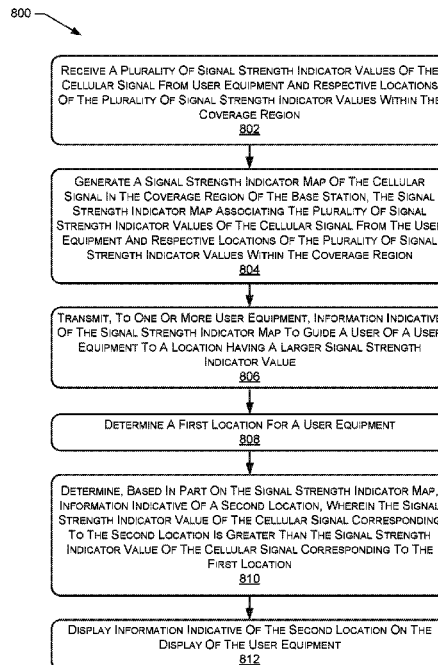 800
RECEIVE A PLURALITY OF SIGNAL STRENGTH INDICATOR VALUES OF THE
CELLULAR SIGNAL FROM USER EQUIPMENT AND RESPECTIVE LOCATIONS
OF THE PLURALITY OF SIGNAL STRENGTH INDICATOR VALUES WITHIN THE
COVERAGE REGION
802
GENERATE A SIGNAL STRENGTH INDICATOR MAP OF THE CELLULAR
SIGNAL IN THE COVERAGE REGION OF THE BASE STATION, THE SIGNAL
STRENGTH INDICATOR MAP ASSOCIATING THE PLURALITY OF SIGNAL
STRENGTH INDICATOR VALUES OF THE CELLULAR SIGNAL FROM THE USER
EQUIPMENT AND RESPECTIVE LOCATIONS OF THE PLURALITY OF SIGNAL
STRENGTH INDICATOR VALUES WITHIN THE COVERAGE REGION
804
TRANSMIT, TO ONE OR MORE USER EQUIPMENT, INFORMATION INDICATIVE
OF THE SIGNAL STRENGTH INDICATOR MAP TO GUIDE A USER OF A USER
EQUIPMENT TO A LOCATION HAVING A LARGER SIGNAL STRENGTH
INDICATOR VALUE
806
DETERMINE A FIRST LOCATION FOR A USER EQUIPMENT
808
DETERMINE, BASED IN PART ON THE SIGNAL STRENGTH INDICATOR MAP,
INFORMATION INDICATIVE OF A SECOND LOCATION, WHEREIN THE SIGNAL
STRENGTH INDICATOR VALUE OF THE CELLULAR SIGNAL CORRESPONDING
TO THE SECOND LOCATION IS GREATER THAN THE SIGNAL STRENGTH
INDICATOR VALUE OF THE CELLULAR SIGNAL CORRESPONDING TO THE
FIRST LOCATION
810
DISPLAY INFORMATION INDICATIVE OF THE SECOND LOCATION ON THE
DISPLAY OF THE USER EQUIPMENT
812